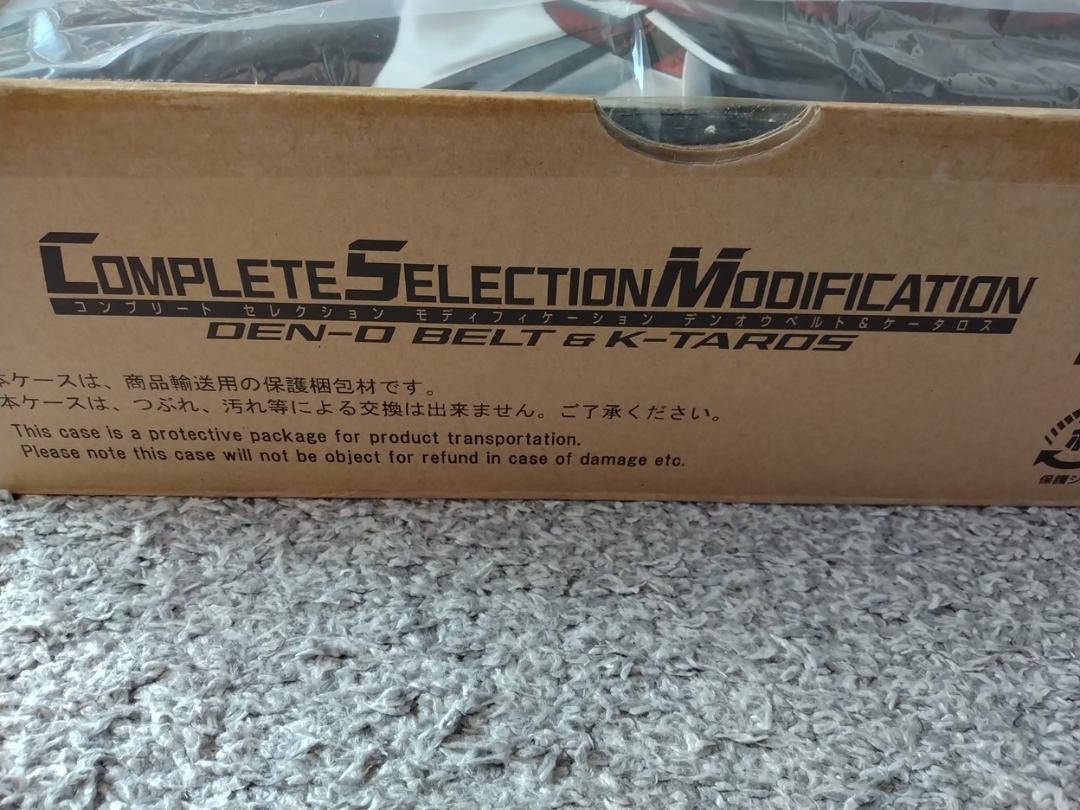 COMPLETE SELECTION MODIFICATION
コンプリート セレクション モディフィケーション デンオウベルト&ケータロス
DEN-O BELT & K-TAROS
本ケースは、商品輸送用の保護梱包材です。
本ケースは、つぶれ、汚れ等による交換は出来ません。ご了承ください。
This case is a protective package for product transportation.
Please note this case will not be object for refund in case of damage etc.
保護シ